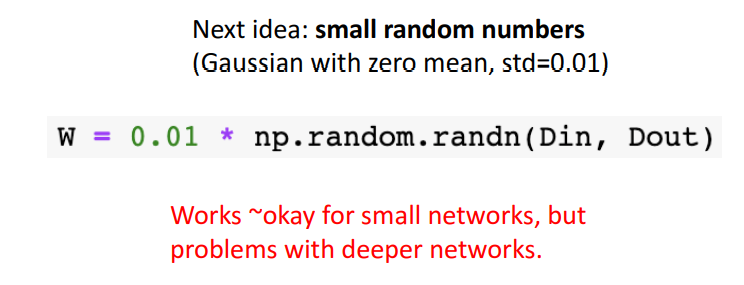 Next idea: small random numbers
(Gaussian with zero mean, std=0.01)
W = 0.01 * np.random.randn(Din, Dout)
Works ~okay for small networks, but
problems with deeper networks.